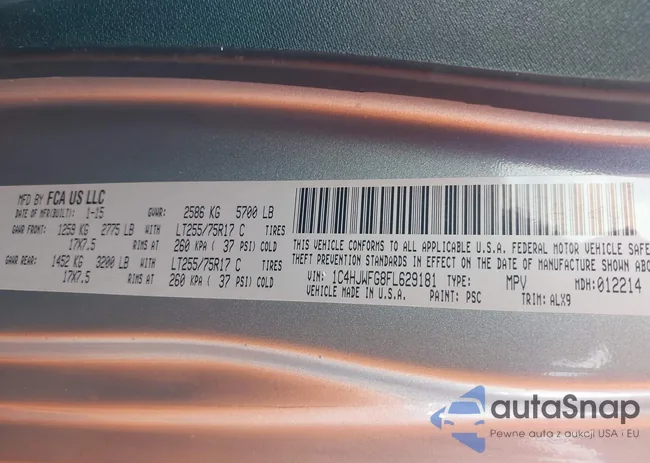 MFD BY FCA US LLC
DATE OF MFR(BUILT): 1-15 GVWR: 2586 KG 5700 LB
GAWR FRONT: 1259 KG 2775 LB WITH LT255/75R17 C TIRES
17X7.5 RIMS AT 260 KPA ( 37 PSI) COLD
GAWR REAR: 1452 KG 3200 LB WITH LT255/75R17 C TIRES
17X7.5 RIMS AT 260 KPA ( 37 PSI) COLD
THIS VEHICLE CONFORMS TO ALL APPLICABLE U.S.A. FEDERAL MOTOR VEHICLE SAFE
THEFT PREVENTION STANDARDS IN EFFECT ON THE DATE OF MANUFACTURE SHOWN ABO
VIN: 1C4HJWFG8FL629181 TYPE: MPV MDH: 012214
VEHICLE MADE IN U.S.A. PAINT: PSC TRIM: ALX9
autaSnap
Pewne auta z aukcji USA i EU